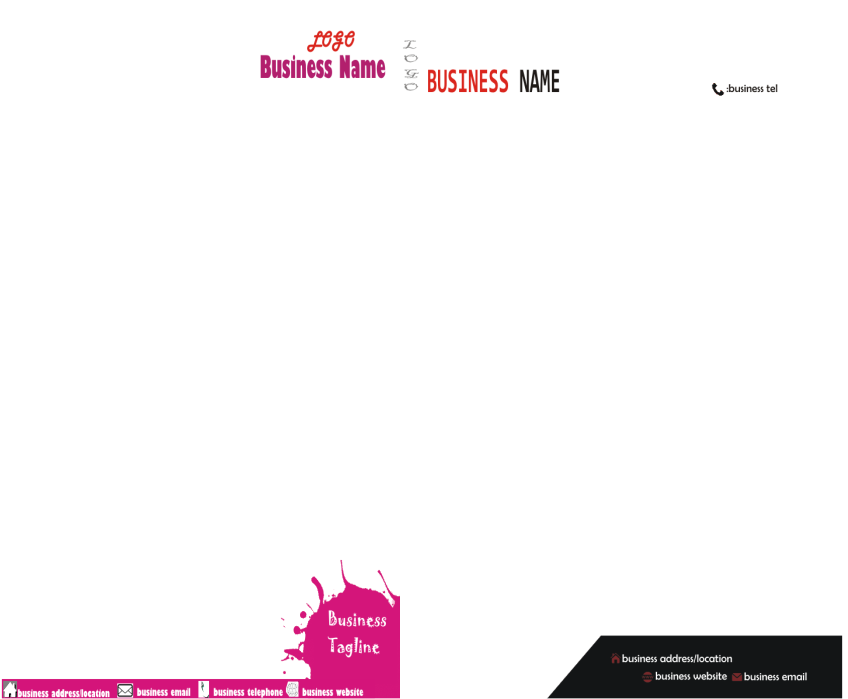 LOGO
Business Name
Business
Tagline
business address/location business email business telephone business website
LOGO
BUSINESS NAME
:business tel
business address/location
business website business email